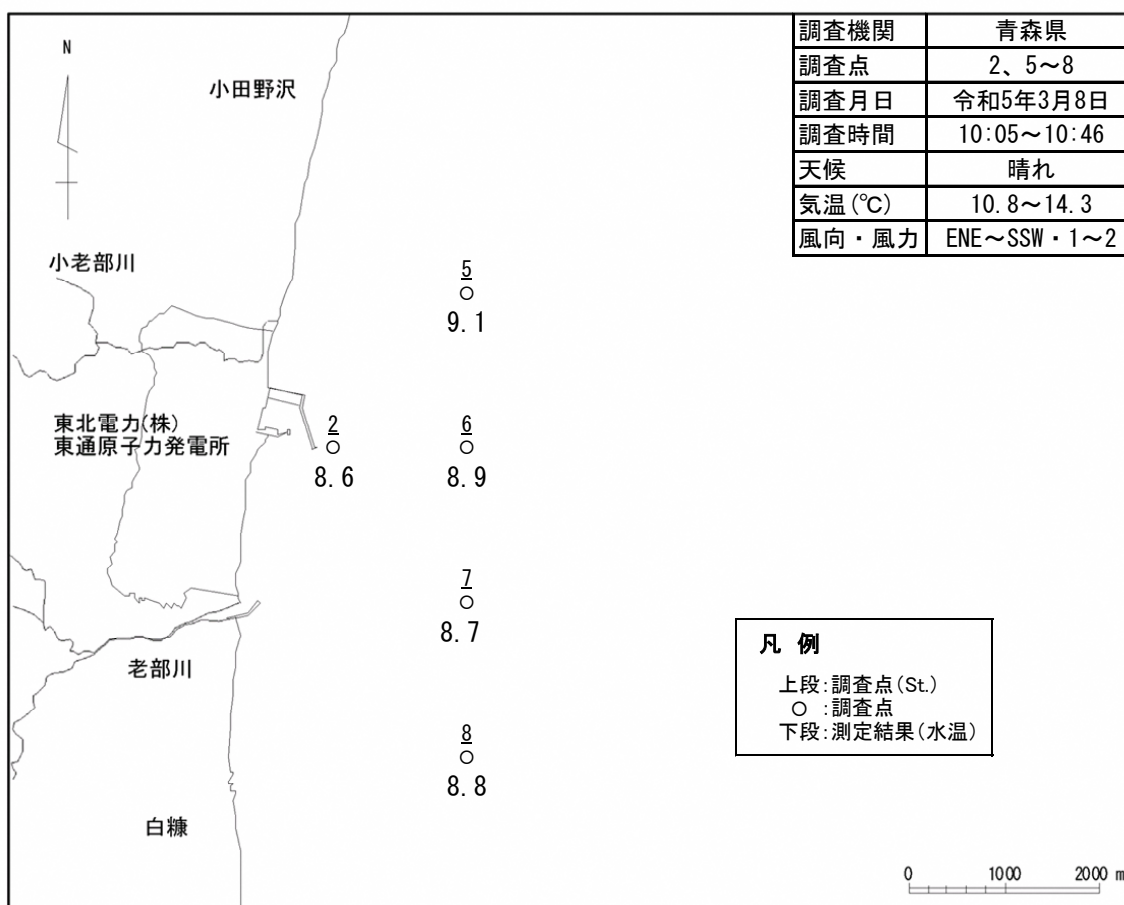 調査機関 青森県
調査点 2、5～8
調査月日 令和5年3月8日
調査時間 10:05～10:46
天候 晴れ
気温(℃) 10.8～14.3
風向・風力 ENE～SSW・1～2
N
小田野沢
小老部川
5
9.1
東北電力(株)
東通原子力発電所
2
8.6
6
8.9
7
8.7
老部川
8
8.8
白糠
凡 例
上段:調査点(St.)
○ :調査点
下段:測定結果(水温)
0 1000 2000 m